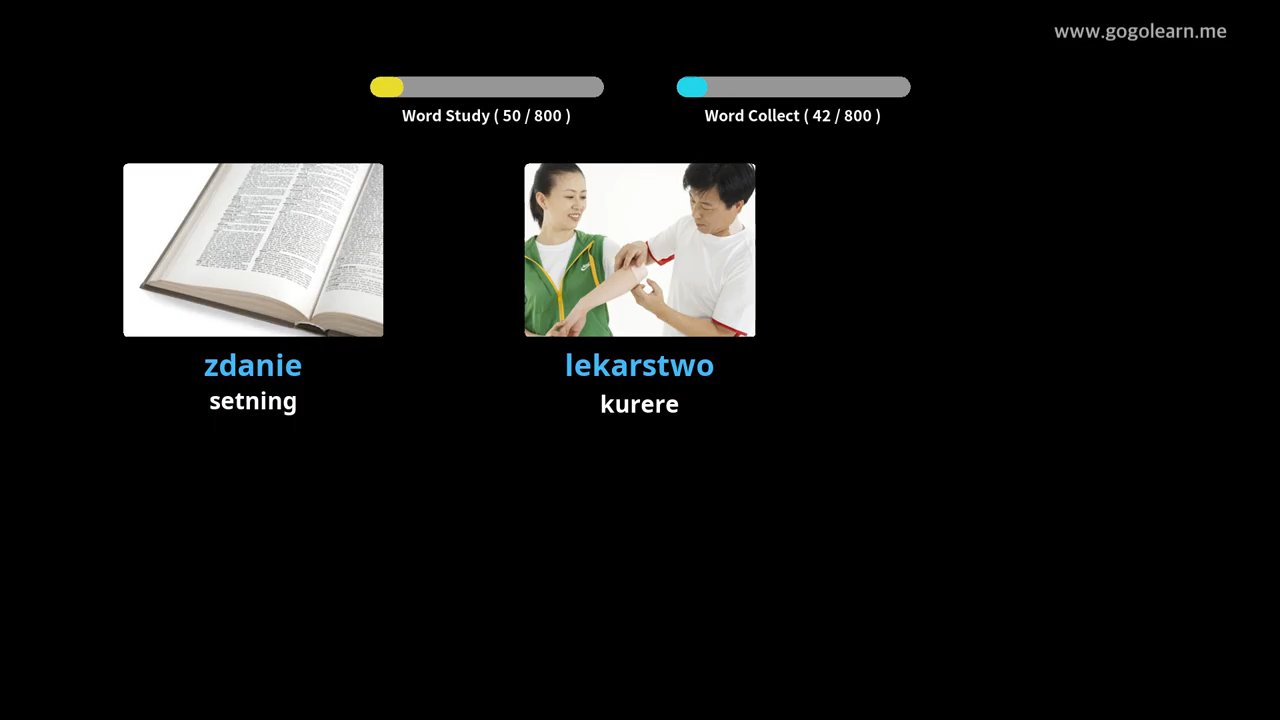 www.gogolearn.me
Word Study ( 50 / 800 )
Word Collect ( 42 / 800 )
zdanie
setning
lekarstwo
kurere